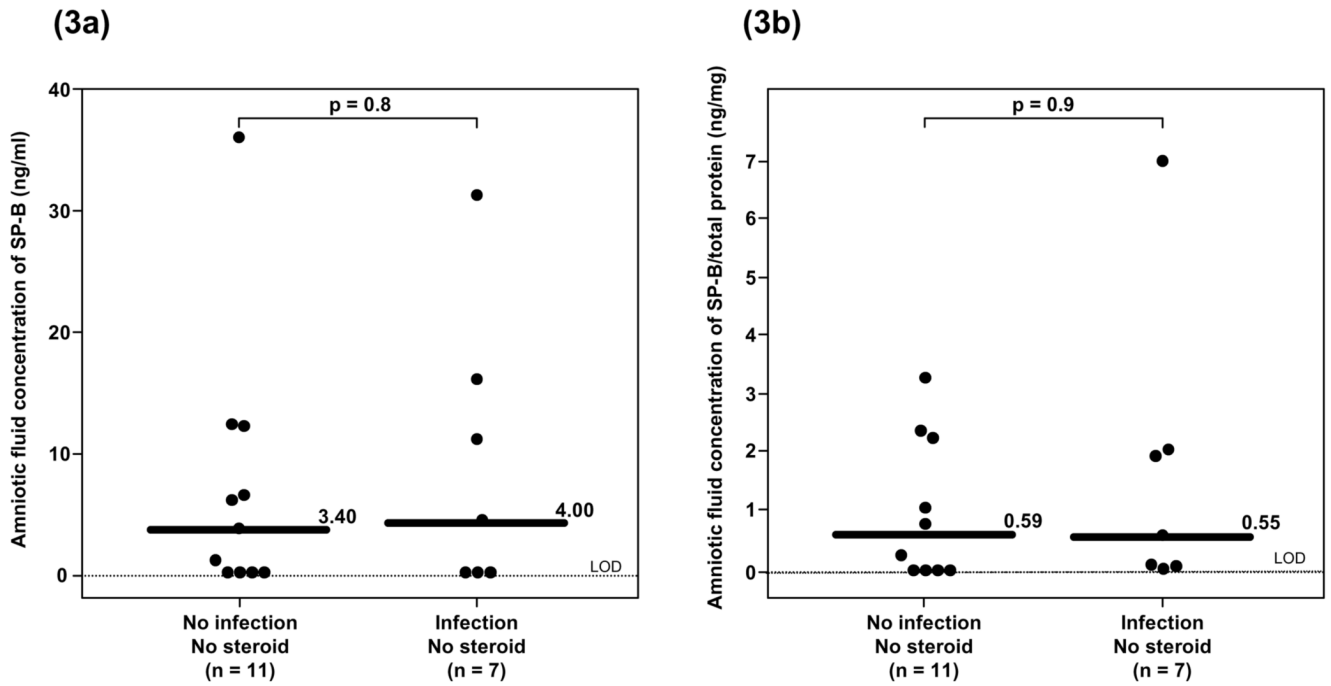 (3a)
Amniotic fluid concentration of SP-B (ng/ml)
40
30
20
10
0
p = 0.8
3.40
4.00
LOD
No infection
No steroid
(n = 11)
Infection
No steroid
(n = 7)
(3b)
Amniotic fluid concentration of SP-B/total protein (ng/mg)
7
6
5
4
3
2
1
0
p = 0.9
0.59
0.55
LOD
No infection
No steroid
(n = 11)
Infection
No steroid
(n = 7)